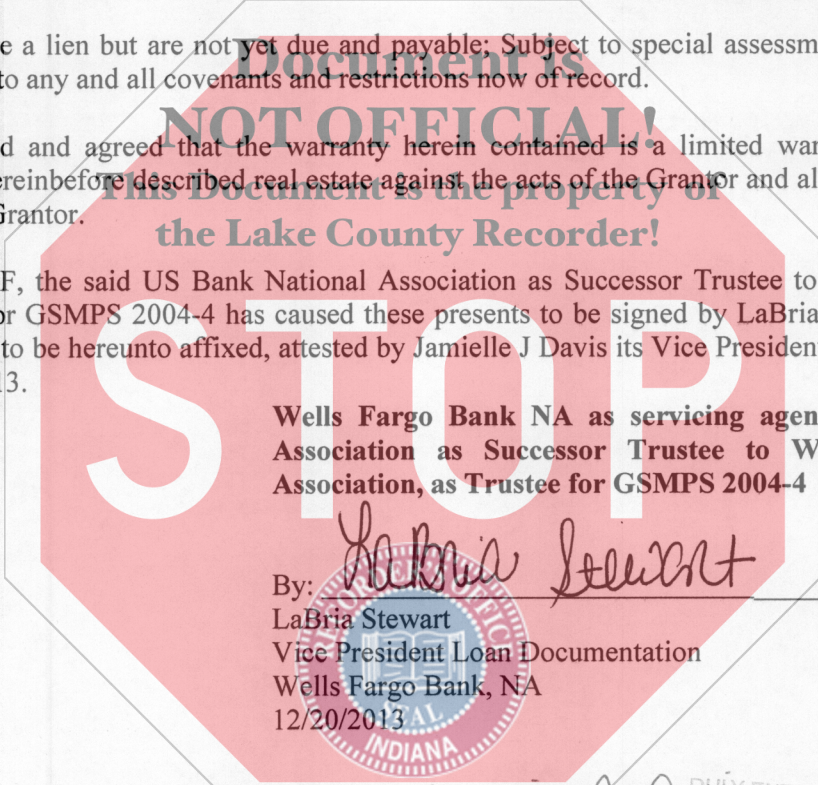 e a lien but are not yet due and payable; Subject to special assessm
to any and all covenants and restrictions now of record.
Document is
NOT OFFICIAL!
d and agreed that the warranty herein contained is a limited war
ereinbefore described real estate against the acts of the Grantor and al
Grantor.
This Document is the property of
the Lake County Recorder!
F, the said US Bank National Association as Successor Trustee to
or GSMPS 2004-4 has caused these presents to be signed by LaBria
to be hereunto affixed, attested by Jamielle J Davis its Vice President
13.
STOP
Wells Fargo Bank NA as servicing agen
Association as Successor Trustee to W
Association, as Trustee for GSMPS 2004-4
By: LaBria Stewart
LaBria Stewart
Vice President Loan Documentation
Wells Fargo Bank, NA
12/20/2013
RECORDER'S OFFICE
SEAL
INDIANA